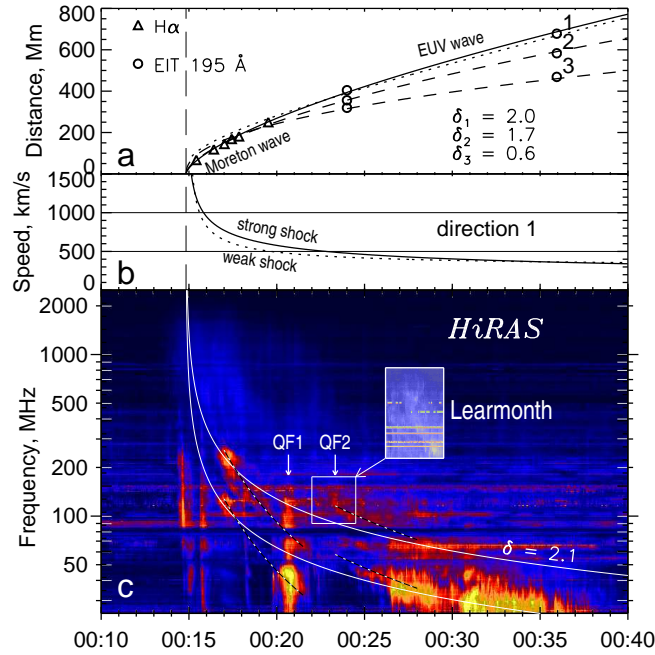 800
600
400
200
0
Distance, Mm
△ Hα
○ EIT 195 Å
EUV wave
1
2
3
δ₁ = 2.0
δ₂ = 1.7
δ₃ = 0.6
Moreton wave
a
1500
1000
500
0
Speed, km/s
strong shock
weak shock
direction 1
b
2000
1000
500
200
100
50
Frequency, MHz
HiRAS
Learmonth
QF1
QF2
δ = 2.1
c
00:10
00:15
00:20
00:25
00:30
00:35
00:40